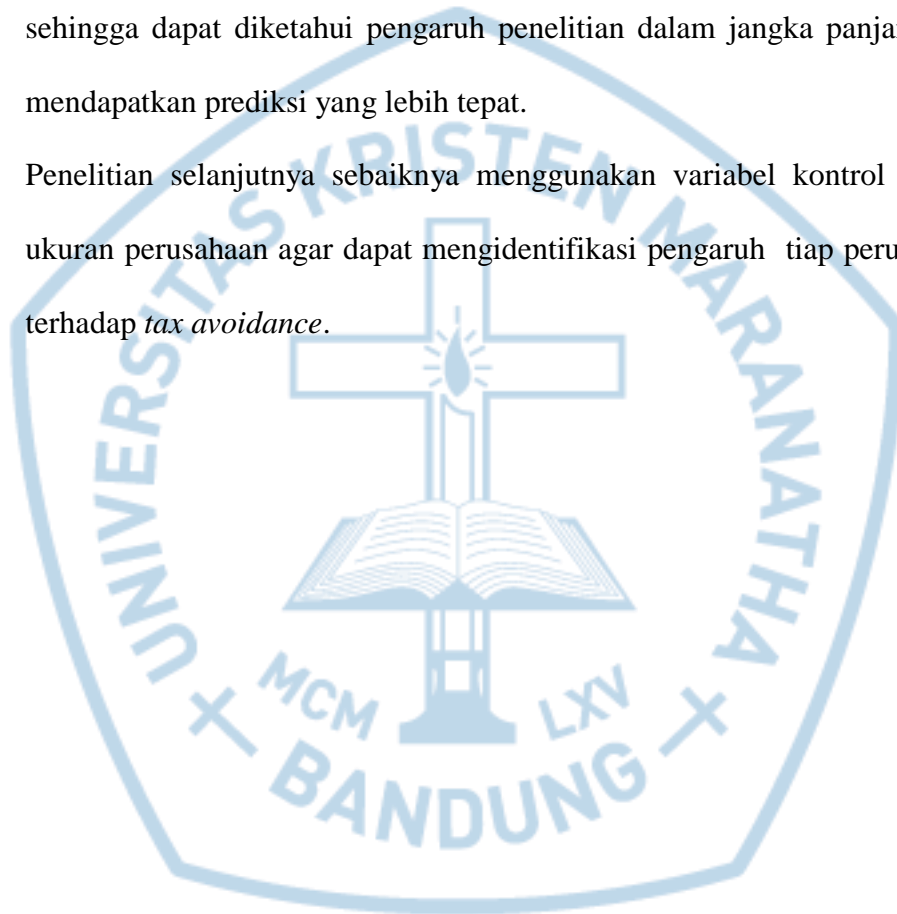 sehingga dapat diketahui pengaruh penelitian dalam jangka
mendapatkan prediksi yang lebih tepat.
Penelitian selanjutnya sebaiknya menggunakan variabel kontrol
ukuran perusahaan agar dapat mengidentifikasi pengaruh tiap
terhadap tax avoidance.
UNIVERSITAS KRISTEN MARANATHA
MCM LXV
BANDUNG